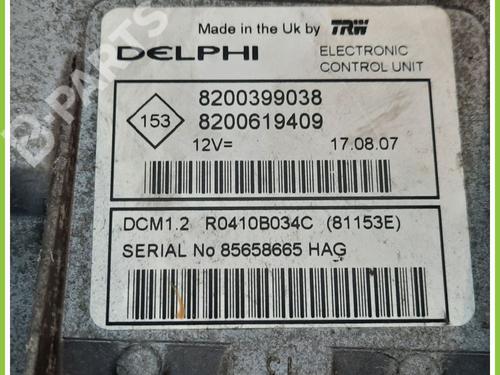 Made in the Uk by TRW
DELPHI
ELECTRONIC
CONTROL UNIT
153
8200399038
8200619409
12V= 17.08.07
DCM1.2 R0410B034C (81153E)
SERIAL No 85658665 HAG
B-PARTS